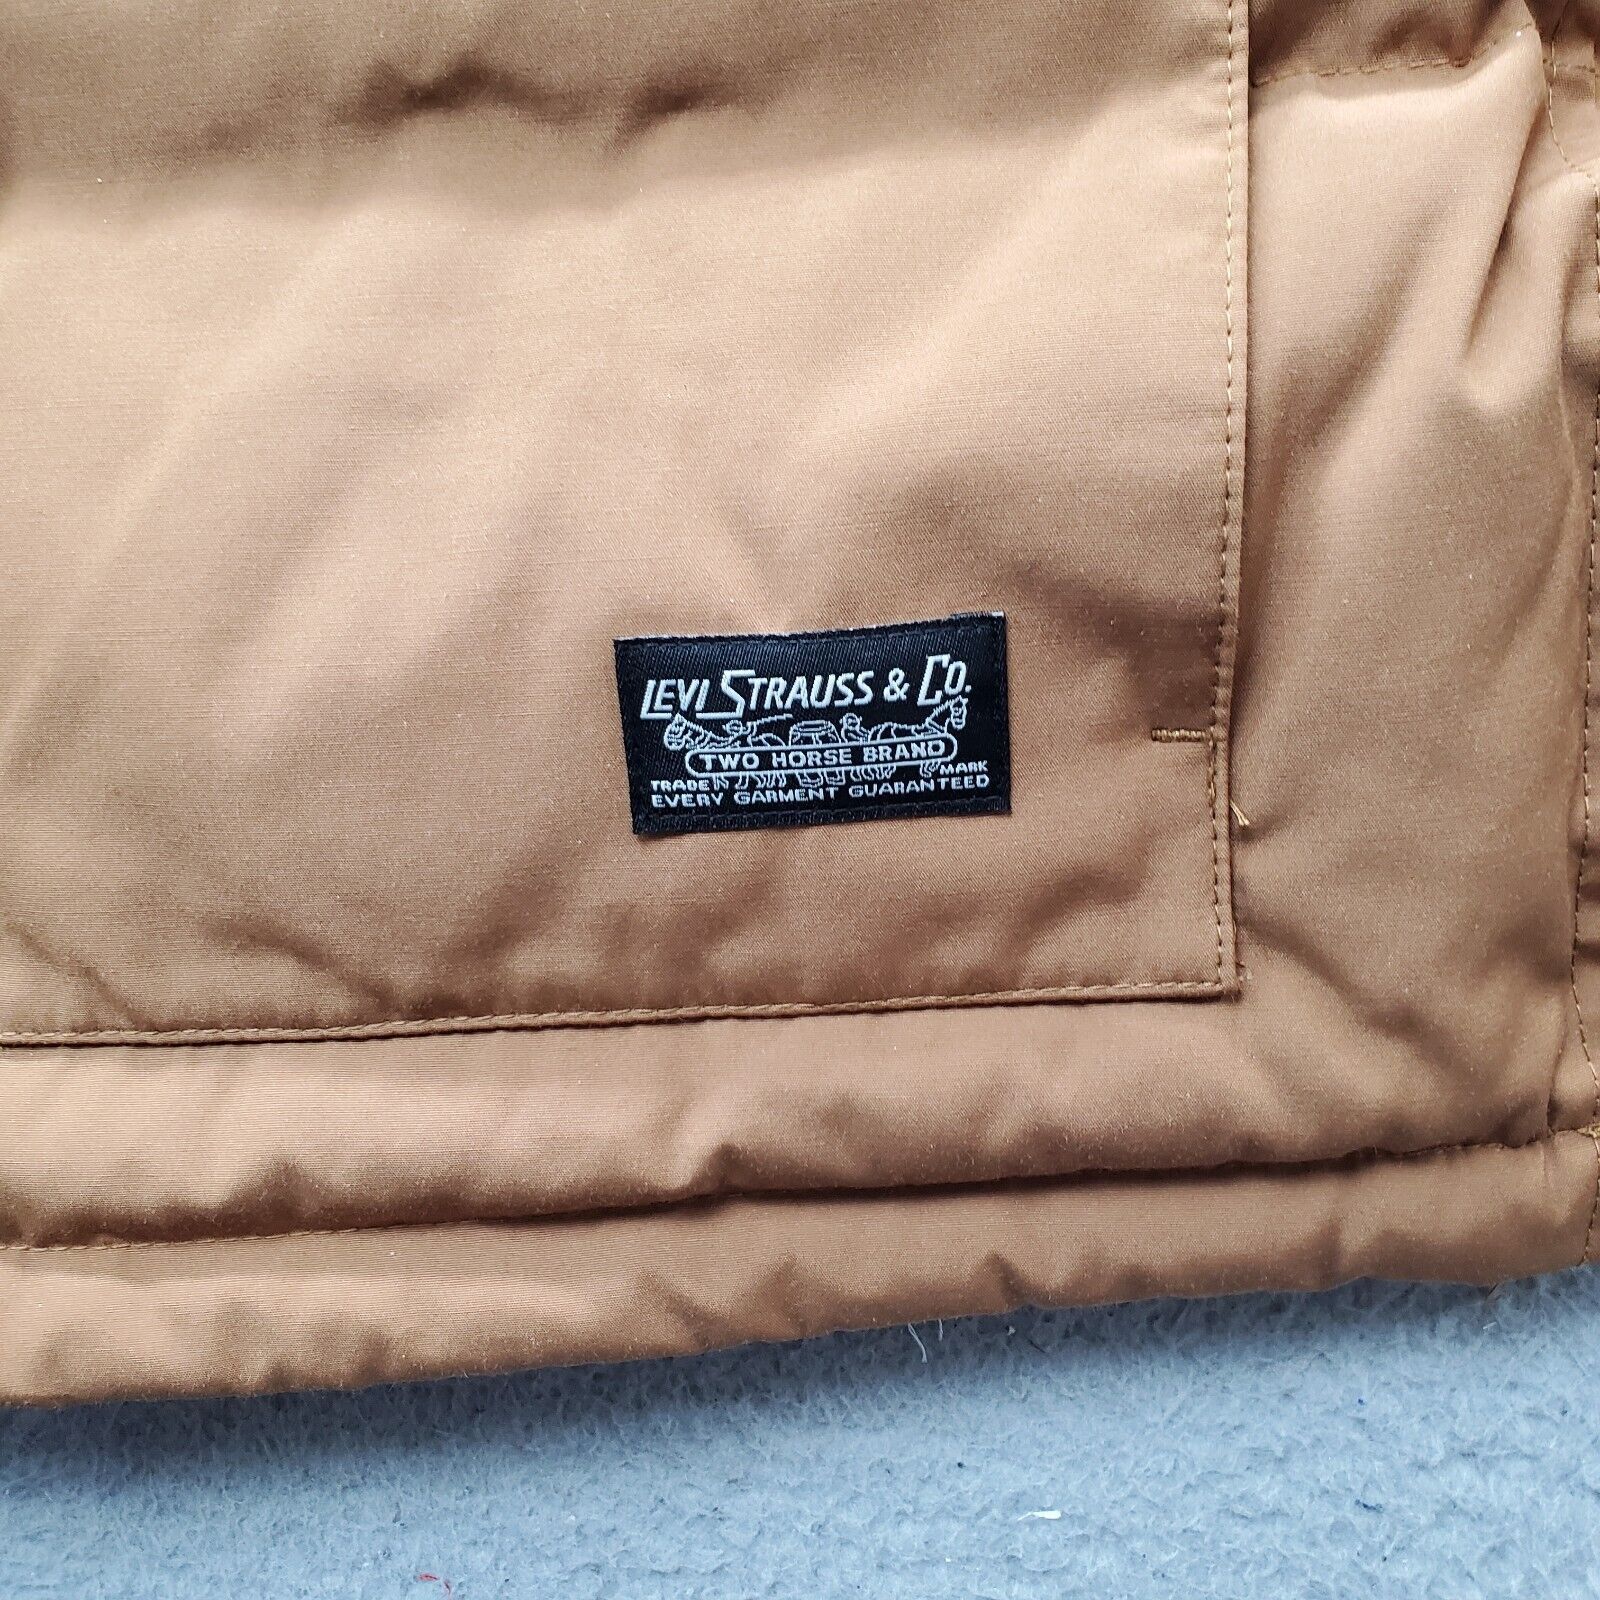 LEVI STRAUSS & CO.
TWO HORSE BRAND
TRADE MARK
EVERY GARMENT GUARANTEED